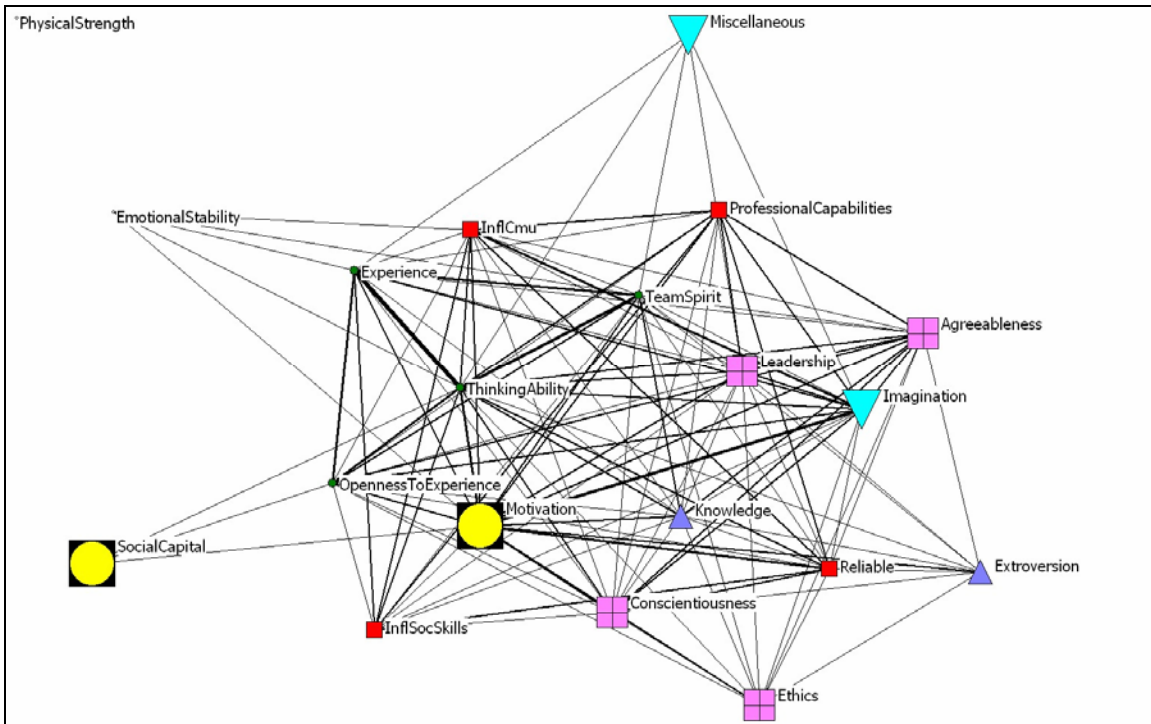 PhysicalStrength
Miscellaneous
EmotionalStability
InflCmu
ProfessionalCapabilities
Experience
TeamSpirit
Agreeableness
Leadership
ThinkingAbility
Imagination
OpennessToExperience
Motivation
Knowledge
SocialCapital
Reliable
Extroversion
Conscientiousness
InflSocSkills
Ethics